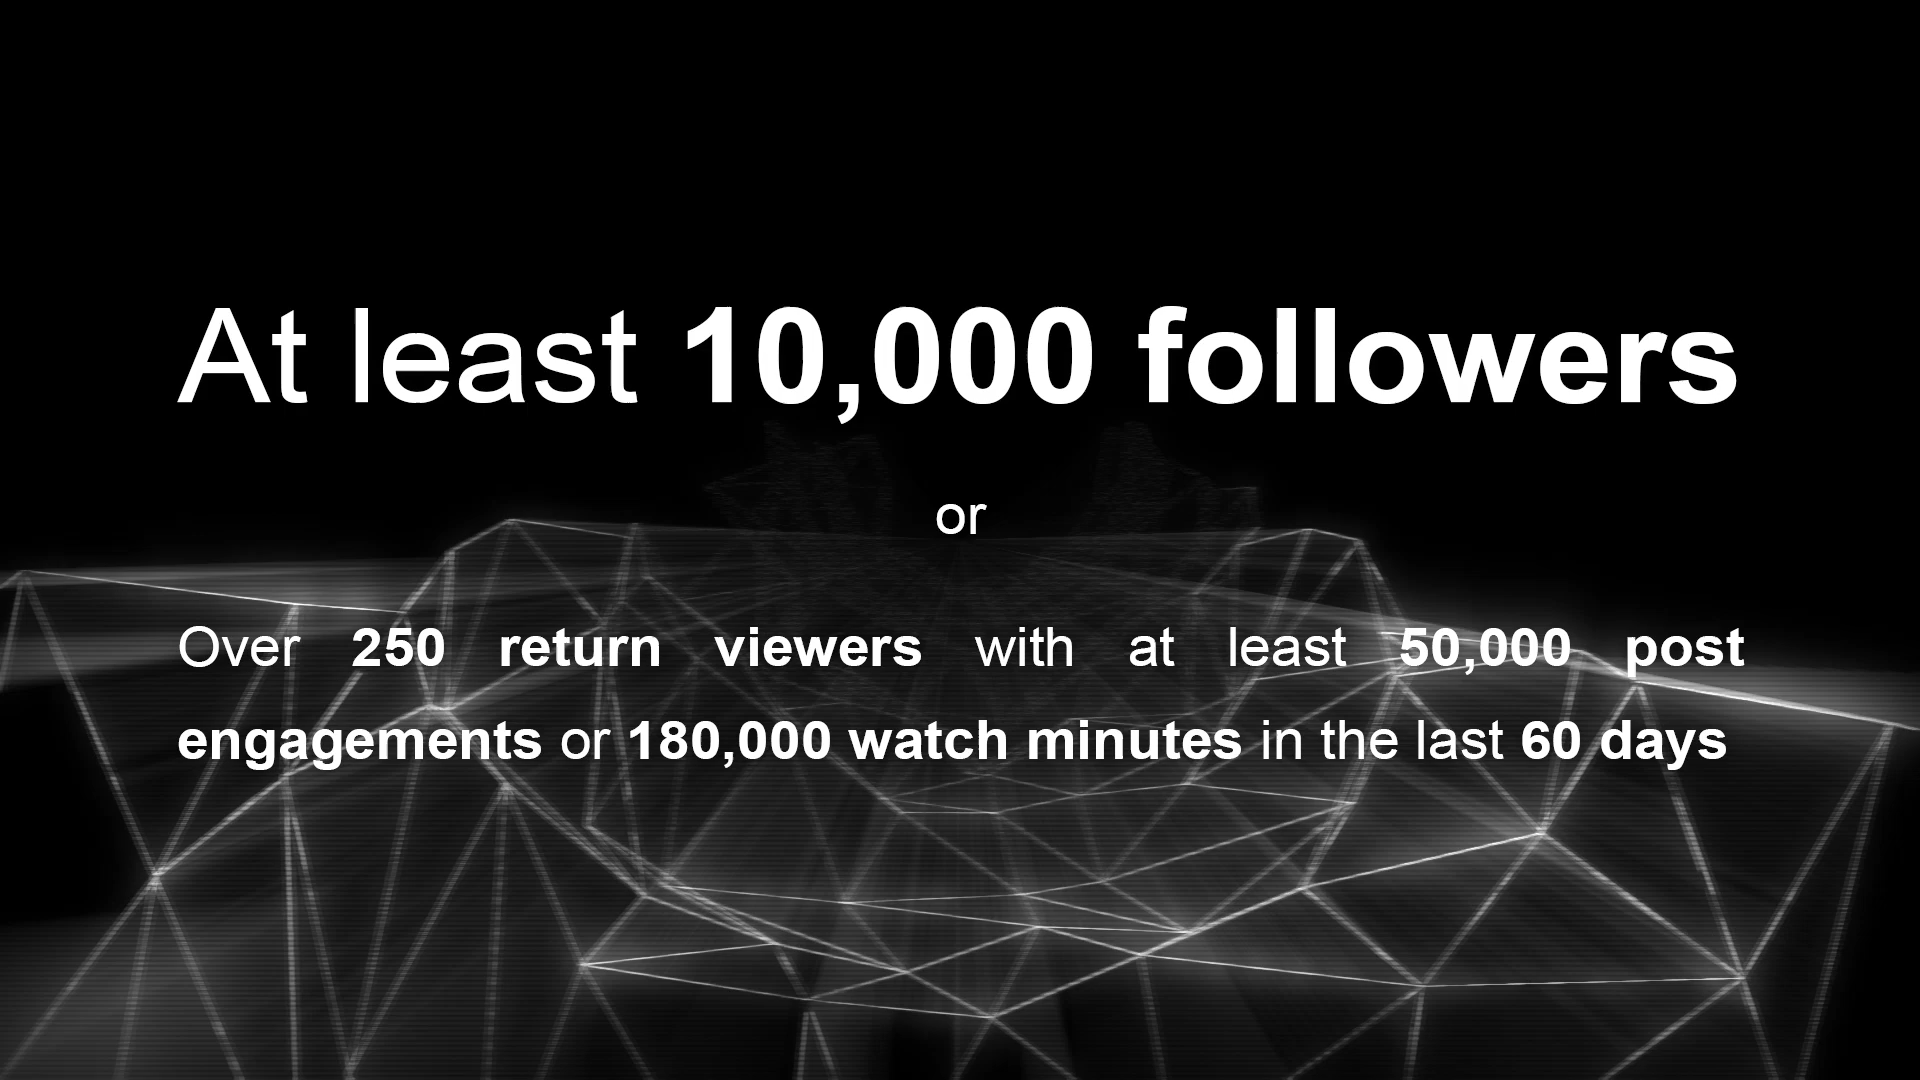 At least 10,000 followers
or
Over 250 return viewers with at least 50,000 post
engagements or 180,000 watch minutes in the last 60 days